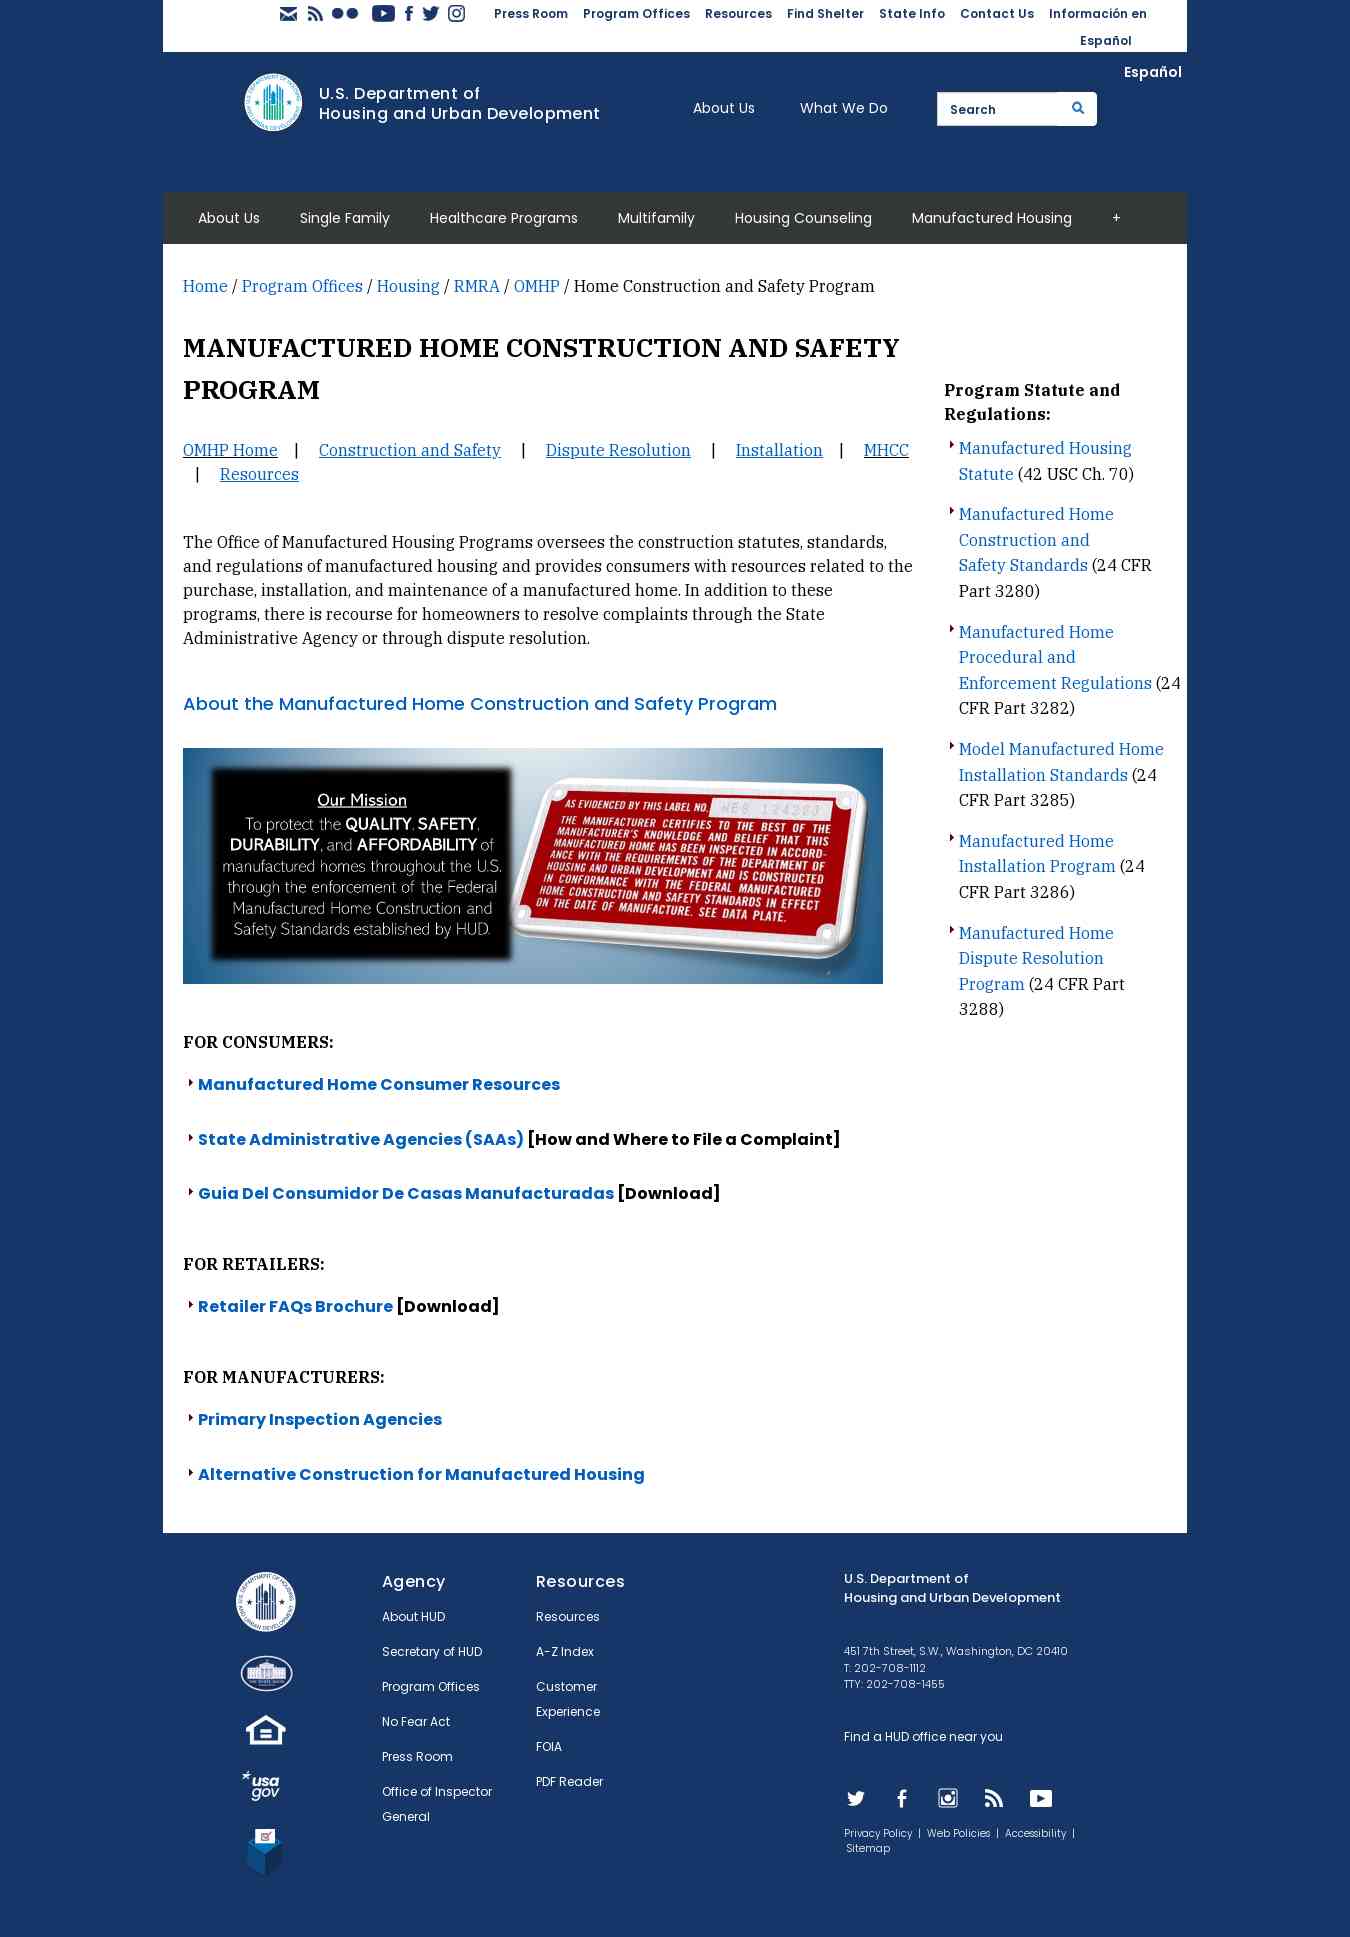 Press Room Program Offices Resources Find Shelter State Info Contact Us Información en
Español
Español
U.S. Department of
Housing and Urban Development
About Us What We Do
Search
About Us Single Family Healthcare Programs Multifamily Housing Counseling Manufactured Housing +
Home / Program Offices / Housing / RMRA / OMHP / Home Construction and Safety Program
MANUFACTURED HOME CONSTRUCTION AND SAFETY
PROGRAM
OMHP Home | Construction and Safety | Dispute Resolution | Installation | MHCC
| Resources
The Office of Manufactured Housing Programs oversees the construction statutes, standards,
and regulations of manufactured housing and provides consumers with resources related to the
purchase, installation, and maintenance of a manufactured home. In addition to these
programs, there is recourse for homeowners to resolve complaints through the State
Administrative Agency or through dispute resolution.
About the Manufactured Home Construction and Safety Program
Our Mission
To protect the QUALITY, SAFETY,
DURABILITY, and AFFORDABILITY of
manufactured homes throughout the U.S.
through the enforcement of the Federal
Manufactured Home Construction and
Safety Standards established by HUD.
AS EVIDENCED BY THIS LABEL NO.
THE MANUFACTURER CERTIFIES TO THE BEST OF THE
MANUFACTURER'S KNOWLEDGE AND BELIEF THAT THIS
MANUFACTURED HOME HAS BEEN INSPECTED IN ACCORD-
ANCE WITH THE REQUIREMENTS OF THE DEPARTMENT OF
HOUSING AND URBAN DEVELOPMENT AND IS CONSTRUCTED
IN CONFORMANCE WITH THE FEDERAL MANUFACTURED
HOME CONSTRUCTION AND SAFETY STANDARDS IN EFFECT
ON THE DATE OF MANUFACTURE. SEE DATA PLATE.
FOR CONSUMERS:
Manufactured Home Consumer Resources
State Administrative Agencies (SAAs) [How and Where to File a Complaint]
Guia Del Consumidor De Casas Manufacturadas [Download]
FOR RETAILERS:
Retailer FAQs Brochure [Download]
FOR MANUFACTURERS:
Primary Inspection Agencies
Alternative Construction for Manufactured Housing
Program Statute and
Regulations:
Manufactured Housing
Statute (42 USC Ch. 70)
Manufactured Home
Construction and
Safety Standards (24 CFR
Part 3280)
Manufactured Home
Procedural and
Enforcement Regulations (24
CFR Part 3282)
Model Manufactured Home
Installation Standards (24
CFR Part 3285)
Manufactured Home
Installation Program (24
CFR Part 3286)
Manufactured Home
Dispute Resolution
Program (24 CFR Part
3288)
usa
gov
Agency
About HUD
Secretary of HUD
Program Offices
No Fear Act
Press Room
Office of Inspector
General
Resources
Resources
A-Z Index
Customer
Experience
FOIA
PDF Reader
U.S. Department of
Housing and Urban Development
451 7th Street, S.W., Washington, DC 20410
T: 202-708-1112
TTY: 202-708-1455
Find a HUD office near you
Privacy Policy | Web Policies | Accessibility |
Sitemap